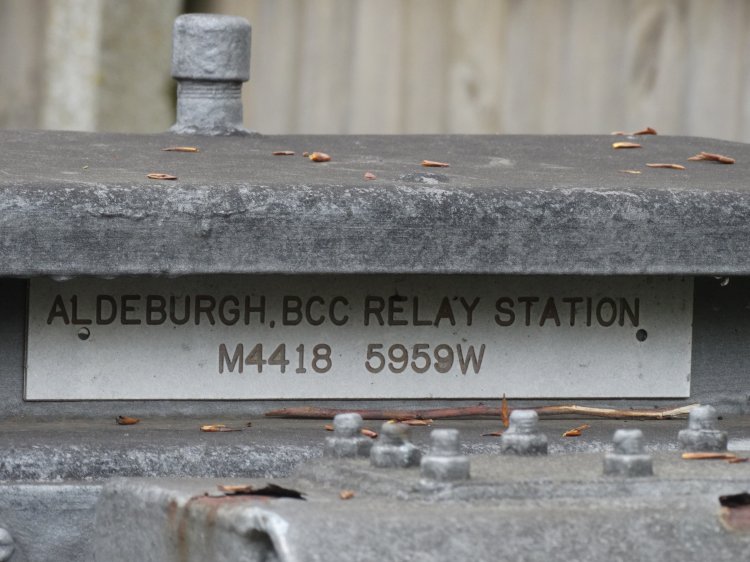 ALDEBURGH, BCC RELAY STATION
M4418 5959W